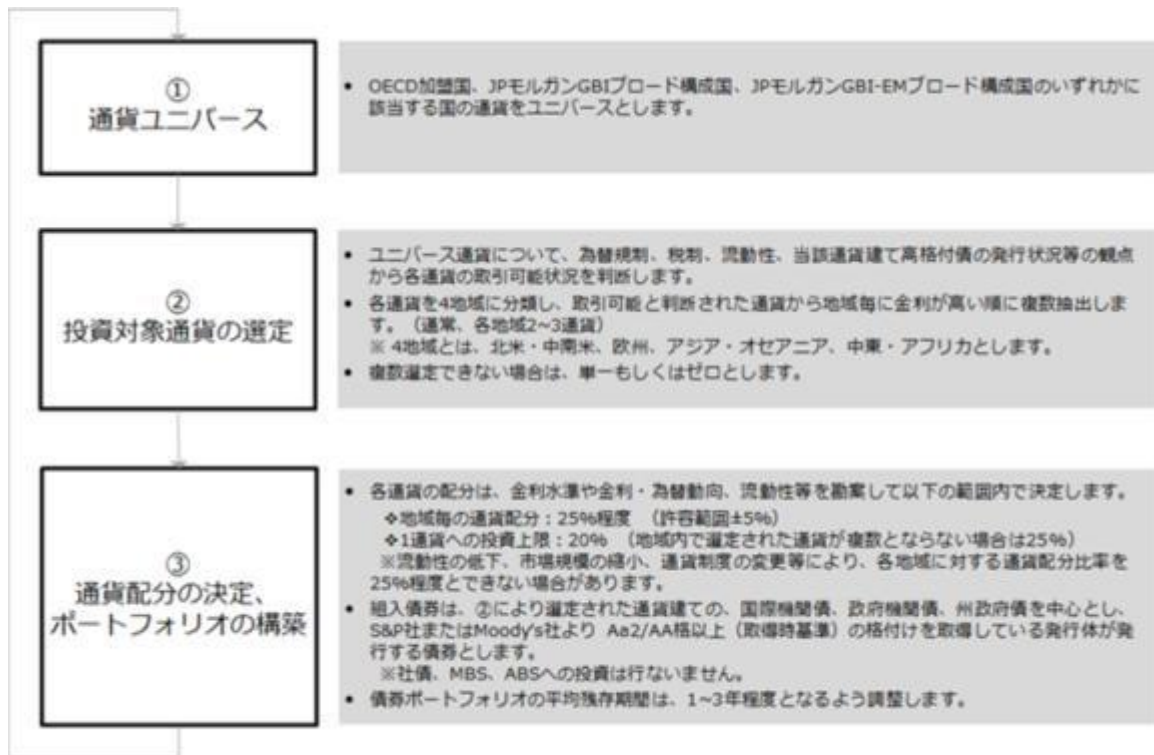 ①
通貨ユニバース
• OECD加盟国、JPモルガンGBIブロード構成国、JPモルガンGBI-EMブロード構成国のいずれかに
該当する国の通貨をユニバースとします。
②
投資対象通貨の選定
• ユニバース通貨について、為替規制、税制、流動性、当該通貨建て高格付債の発行状況等の観点
から各通貨の取引可能状況を判断します。
• 各通貨を4地域に分類し、取引可能と判断された通貨から地域毎に金利が高い順に複数抽出しま
す。（通常、各地域2~3通貨）
※ 4地域とは、北米・中南米、欧州、アジア・オセアニア、中東・アフリカとします。
• 複数選定できない場合は、単一もしくはゼロとします。
③
通貨配分の決定、
ポートフォリオの構築
• 各通貨の配分は、金利水準や金利・為替動向、流動性等を勘案して以下の範囲内で決定します。
❖地域毎の通貨配分：25%程度 （許容範囲±5%）
❖1通貨への投資上限：20% （地域内で選定された通貨が複数とならない場合は25%）
※流動性の低下、市場規模の縮小、通貨制度の変更等により、各地域に対する通貨配分比率を
25%程度とできない場合があります。
• 組入債券は、②により選定された通貨建ての、国際機関債、政府機関債、州政府債を中心とし、
S&P社またはMoody's社より Aa2/AA格以上（取得時基準）の格付けを取得している発行体が発
行する債券とします。
※社債、MBS、ABSへの投資は行ないません。
• 債券ポートフォリオの平均残存期間は、1~3年程度となるよう調整します。